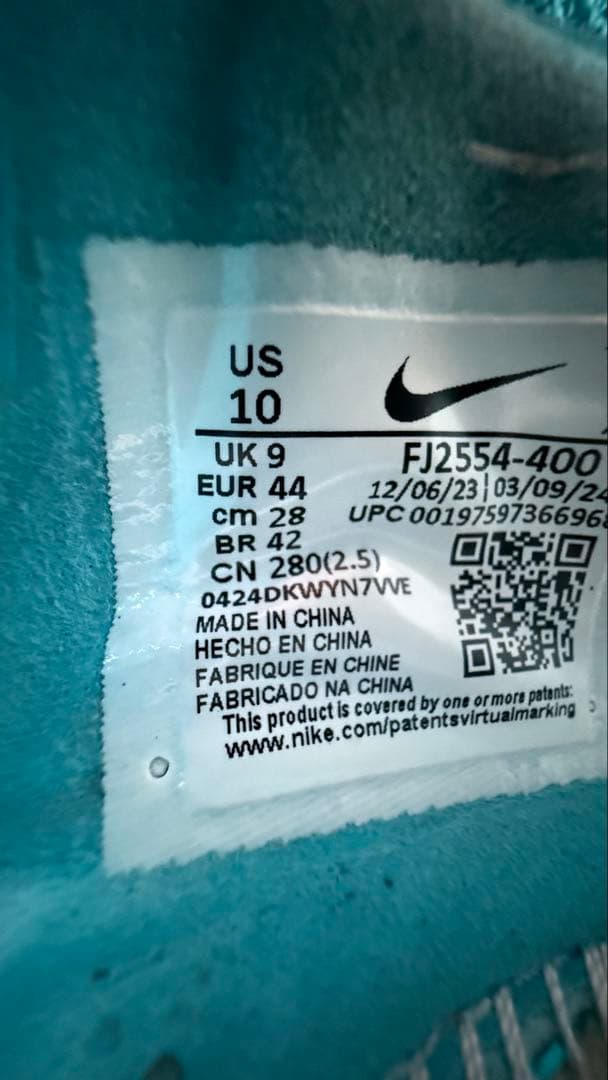 US
10
UK 9
FJ2554-400
EUR 44
12/06/23|03/09/24
cm 28
UPC 0019759736696
BR 42
CN 280(2.5)
0424DKWYN7WE
MADE IN CHINA
HECHO EN CHINA
FABRIQUE EN CHINE
FABRICADO NA CHINA
This product is covered by one or more patents:
www.nike.com/patentsvirtualmarking